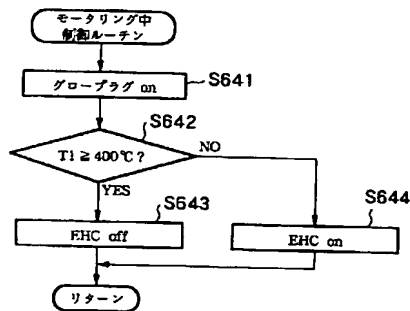 モータリング中
制御ルーチン
グロープラグ on
S641
S642
T1≧400℃?
NO
YES
S643
S644
EHC off
EHC on
リターン